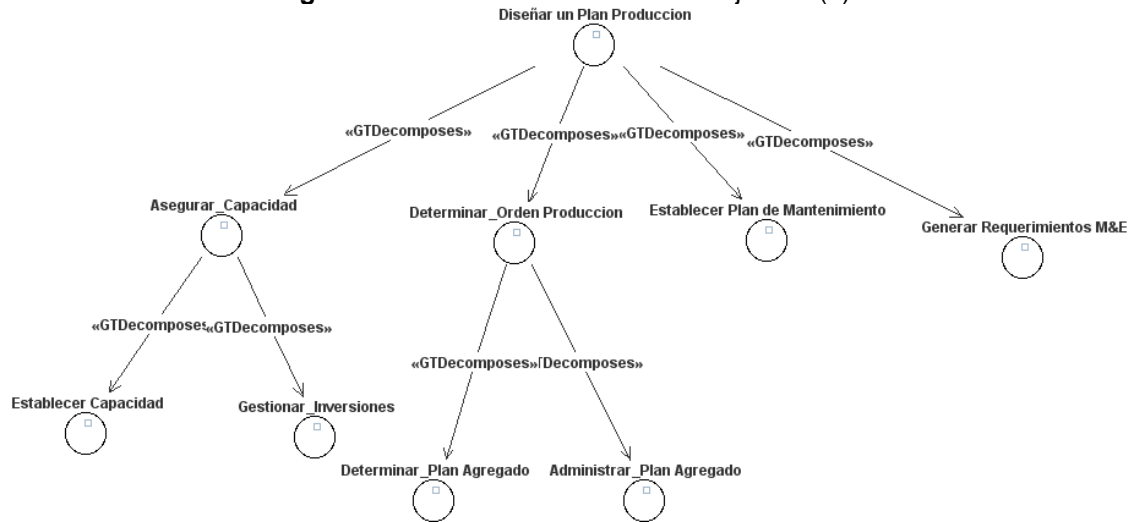 Diseñar un Plan Produccion
«GTDecomposes»
«GTDecomposes»
«GTDecomposes»
«GTDecomposes»
Asegurar_Capacidad
Determinar_Orden Produccion
Establecer Plan de Mantenimiento
Generar Requerimientos M&E
«GTDecomposes
«GTDecomposes»
«GTDecomposes»
TDecomposes»
Establecer Capacidad
Gestionar_Inversiones
Determinar_Plan Agregado
Administrar_Plan Agregado